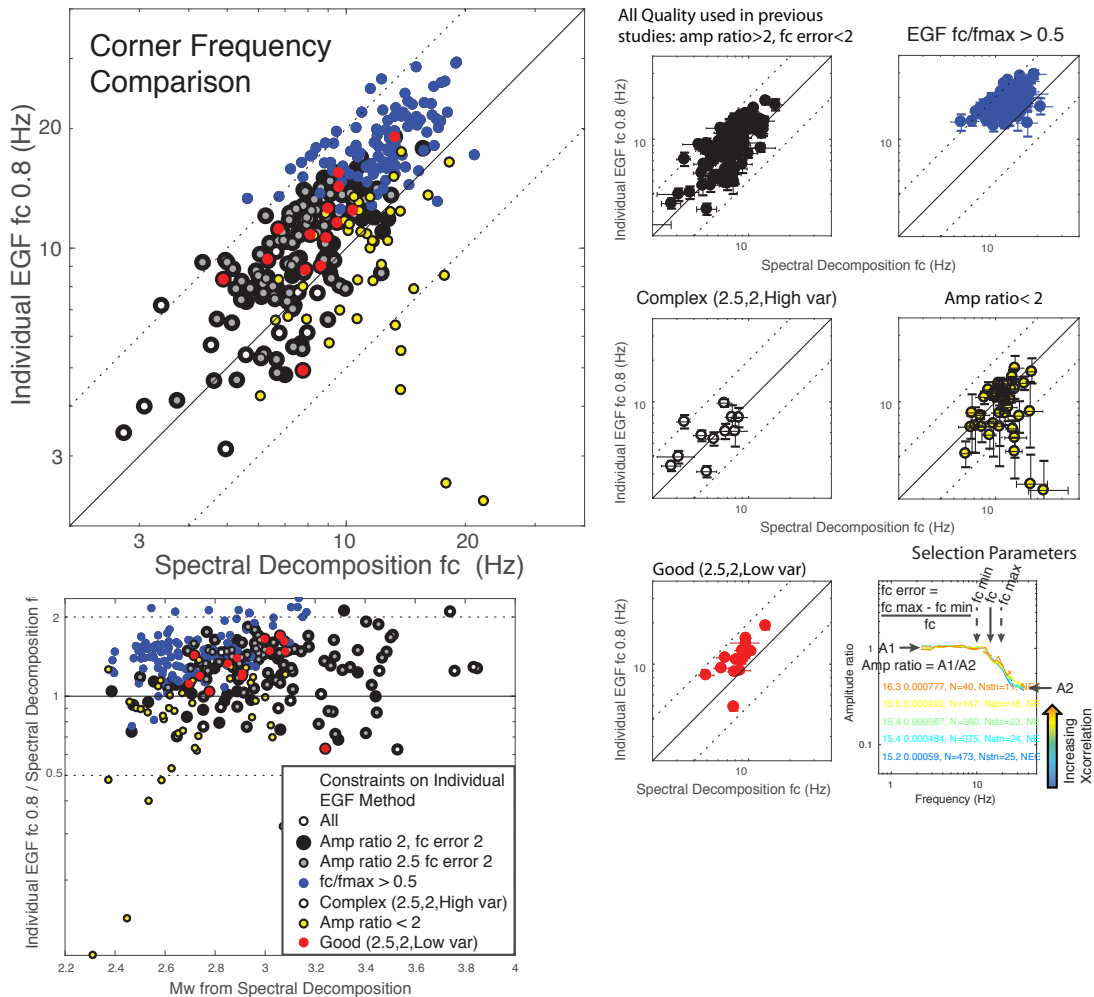 Corner Frequency
Comparison
Individual EGF fc 0.8 (Hz)
20
10
3
3
10
20
Spectral Decomposition fc (Hz)
Individual EGF fc 0.8 / Spectral Decomposition f
2
1
0.5
2.2 2.4 2.6 2.8 3 3.2 3.4 3.6 3.8 4
Mw from Spectral Decomposition
Constraints on Individual
EGF Method
All
Amp ratio 2, fc error 2
Amp ratio 2.5 fc error 2
fc/fmax > 0.5
Complex (2.5,2,High var)
Amp ratio < 2
Good (2.5,2,Low var)
All Quality used in previous
studies: amp ratio>2, fc error<2
Individual EGF fc 0.8 (Hz)
10
10
Spectral Decomposition fc (Hz)
EGF fc/fmax > 0.5
10
10
Complex (2.5,2,High var)
Individual EGF fc 0.8 (Hz)
10
10
Spectral Decomposition fc (Hz)
Amp ratio< 2
10
10
Good (2.5,2,Low var)
Individual EGF fc 0.8 (Hz)
10
10
Spectral Decomposition fc (Hz)
Selection Parameters
fc error =
fc max - fc min
fc
fc min
fc
fc max
A1
Amp ratio = A1/A2
A2
Amplitude ratio
1
0.1
16.3 0.000777, N=40, Nstn=11, NE
15.5 0.000492, N=147, Nstn=16, NE
15.4 0.000567, N=260, Nstn=23, NE
15.4 0.000484, N=375, Nstn=24, NE
15.2 0.00059, N=473, Nstn=25, NEG
1
10
Frequency (Hz)
Increasing
Xcorrelation